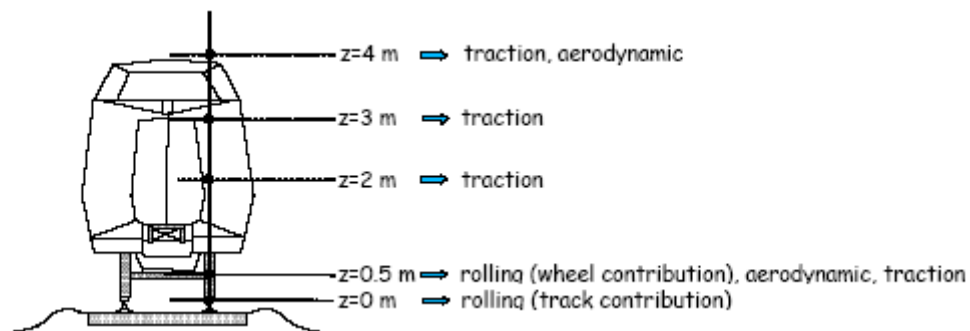 z=4 m traction, aerodynamic
z=3 m traction
z=2 m traction
z=0.5 m rolling (wheel contribution), aerodynamic, traction
z=0 m rolling (track contribution)